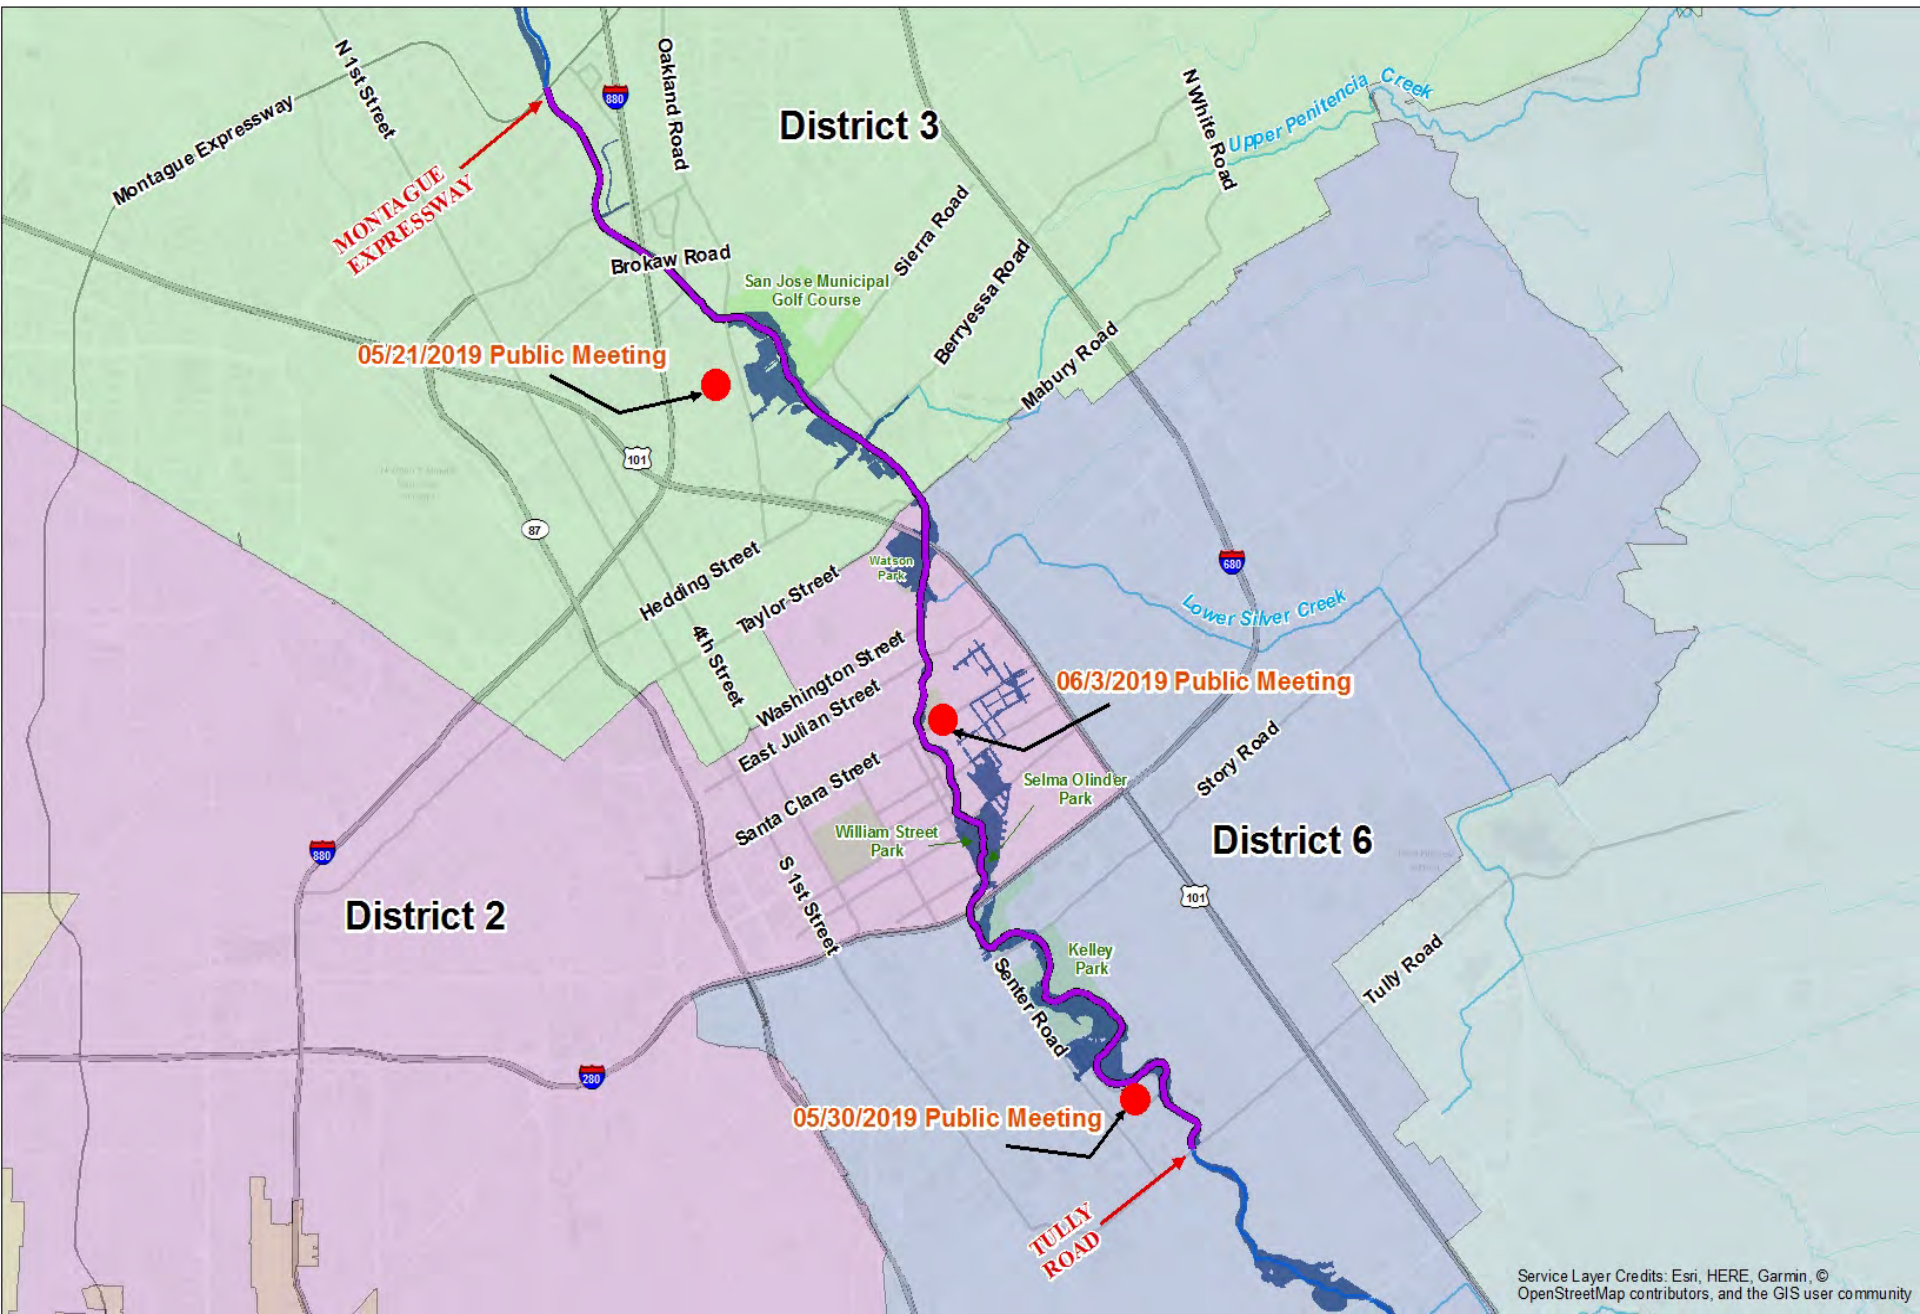 N 1st Street
Oakland Road
880
Montague Expressway
District 3
N White Road
Upper Penitencia Creek
MONTAGUE
EXPRESSWAY
Sierra Road
Brokaw Road
San Jose Municipal
Golf Course
Berryessa Road
05/21/2019 Public Meeting
Mabury Road
101
87
Hedding Street
Watson
Park
680
Taylor Street
Lower Silver Creek
4th Street
Washington Street
06/3/2019 Public Meeting
East Julian Street
Story Road
Santa Clara Street
Selma Olinder
Park
William Street
Park
District 6
880
S 1st Street
101
District 2
Kelley
Park
Tully Road
Senter Road
280
05/30/2019 Public Meeting
TULLY
ROAD
Service Layer Credits: Esri, HERE, Garmin, ©
OpenStreetMap contributors, and the GIS user community